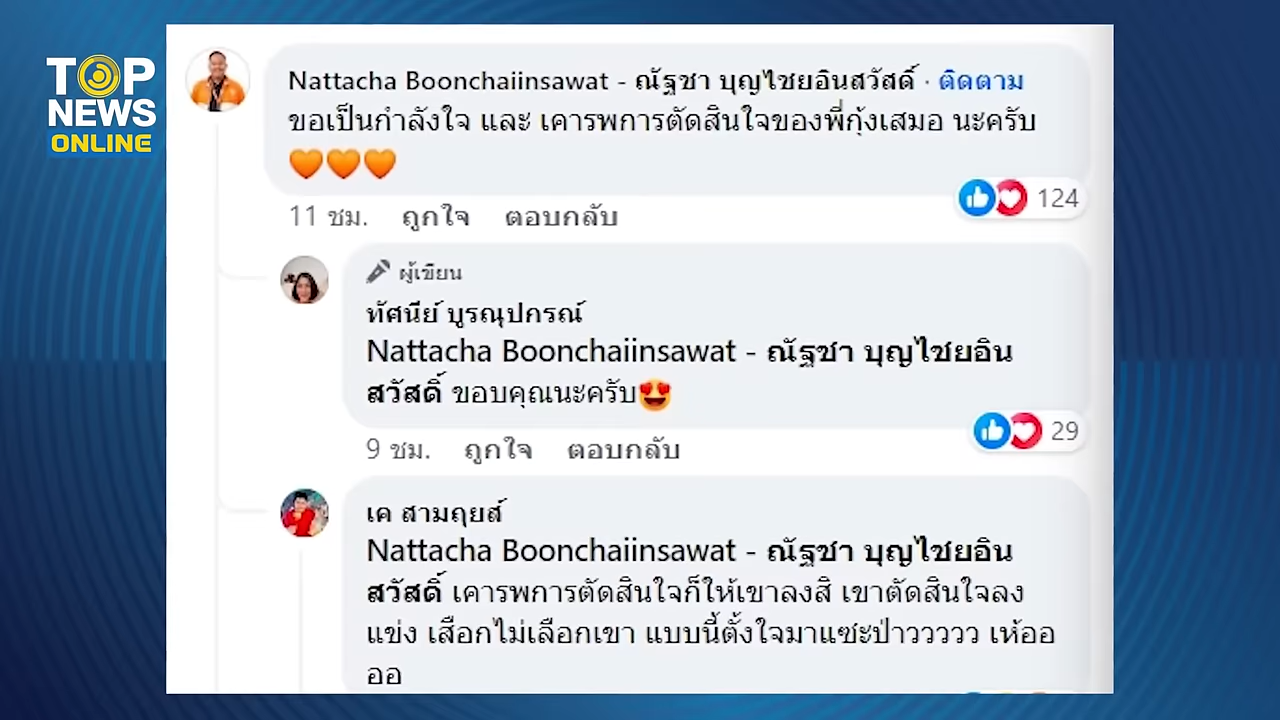 TOP
NEWS
ONLINE
Nattacha Boonchaiinsawat - ณัฐชา บุญไชยอินสวัสดิ์ · ติดตาม
ขอเป็นกำลังใจ และ เคารพการตัดสินใจของพี่กุ้งเสมอ นะครับ
🧡🧡🧡
124
11 ชม. ถูกใจ ตอบกลับ
ผู้เขียน
ทัศนีย์ บูรณุปกรณ์
Nattacha Boonchaiinsawat - ณัฐชา บุญไชยอิน
สวัสดิ์ ขอบคุณนะครับ😍
29
9 ชม. ถูกใจ ตอบกลับ
เค สามฤยส์
Nattacha Boonchaiinsawat - ณัฐชา บุญไชยอิน
สวัสดิ์ เคารพการตัดสินใจก็ให้เขาลงสิ เขาตัดสินใจลง
แข่ง เสือกไม่เลือกเขา แบบนี้ตั้งใจมาแซะป่าววววว เห้ออ
ออ